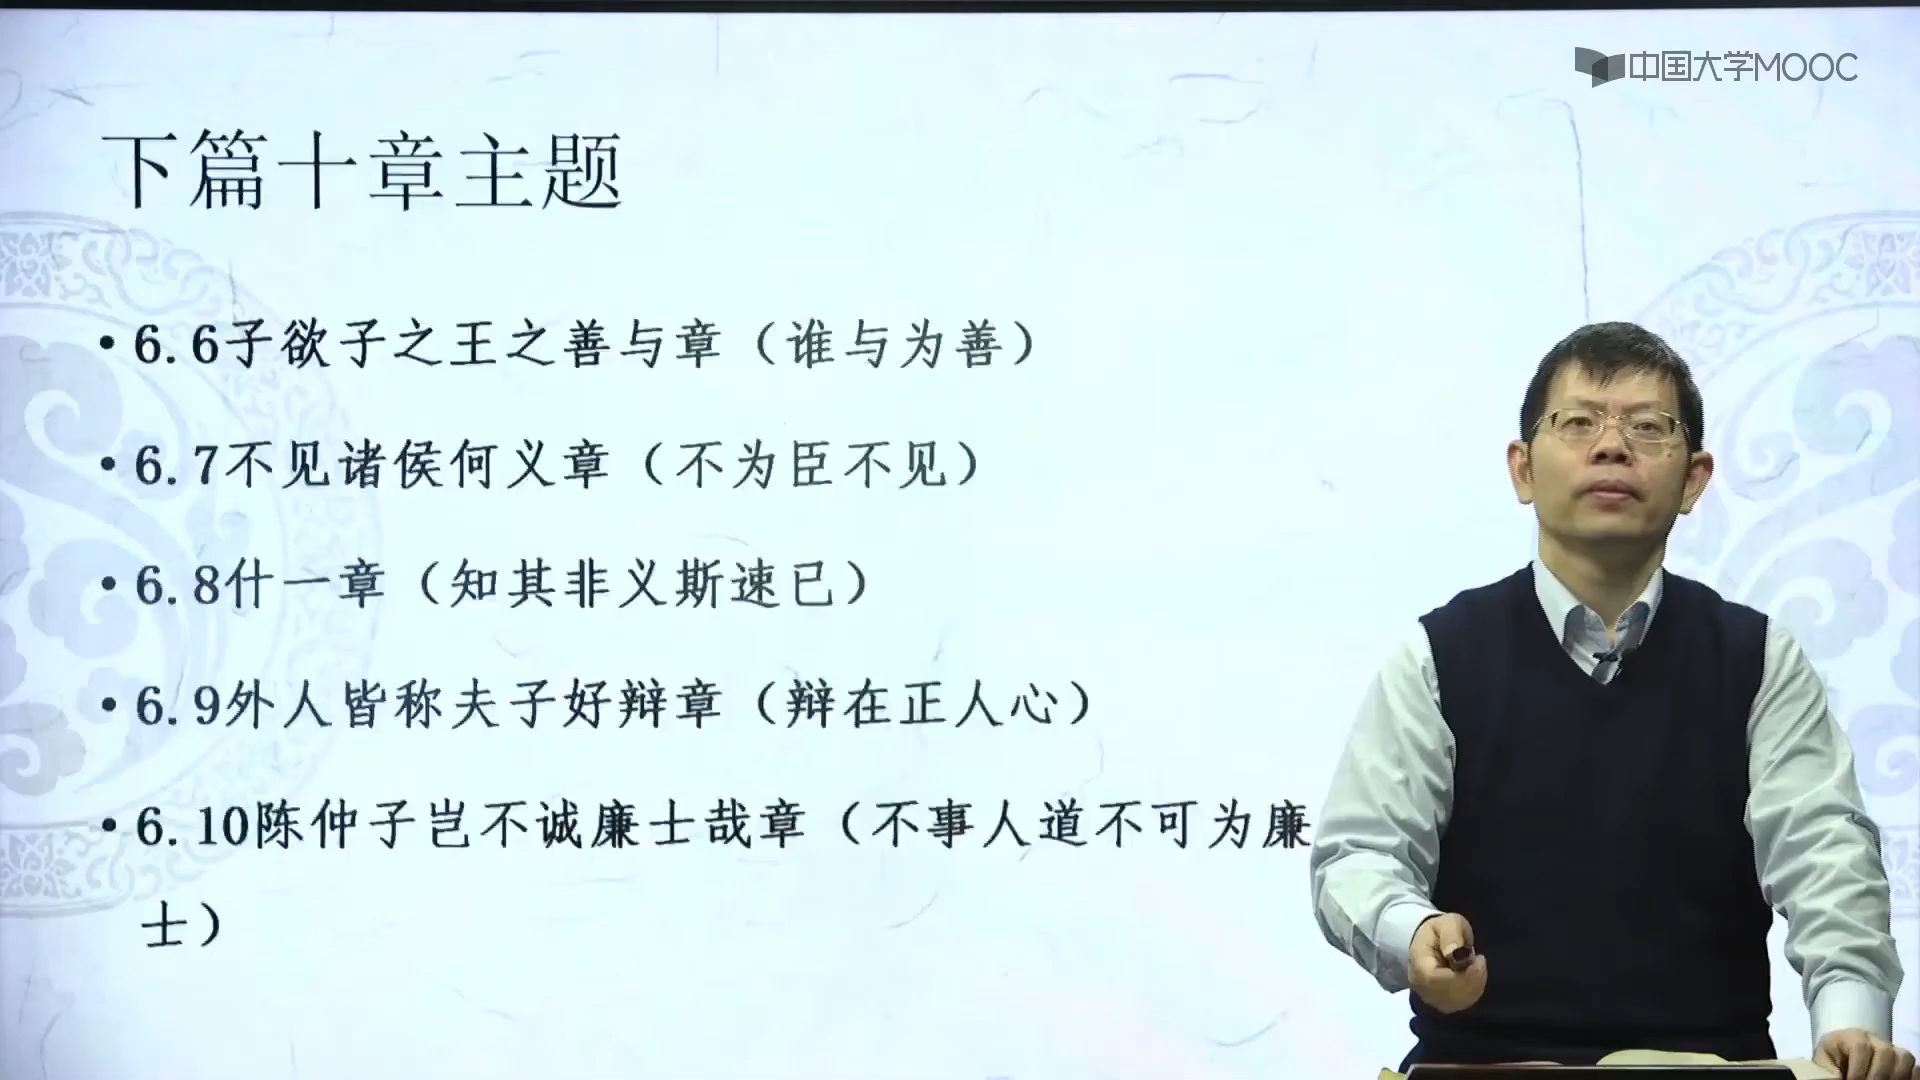 中国大学MOOC
下篇十章主题
• 6.6子欲子之王之善与章（谁与为善）
• 6.7不见诸侯何义章（不为臣不见）
• 6.8什一章（知其非义斯速已）
• 6.9外人皆称夫子好辩章（辩在正人心）
• 6.10陈仲子岂不诚廉士哉章（不事人道不可为廉
士）